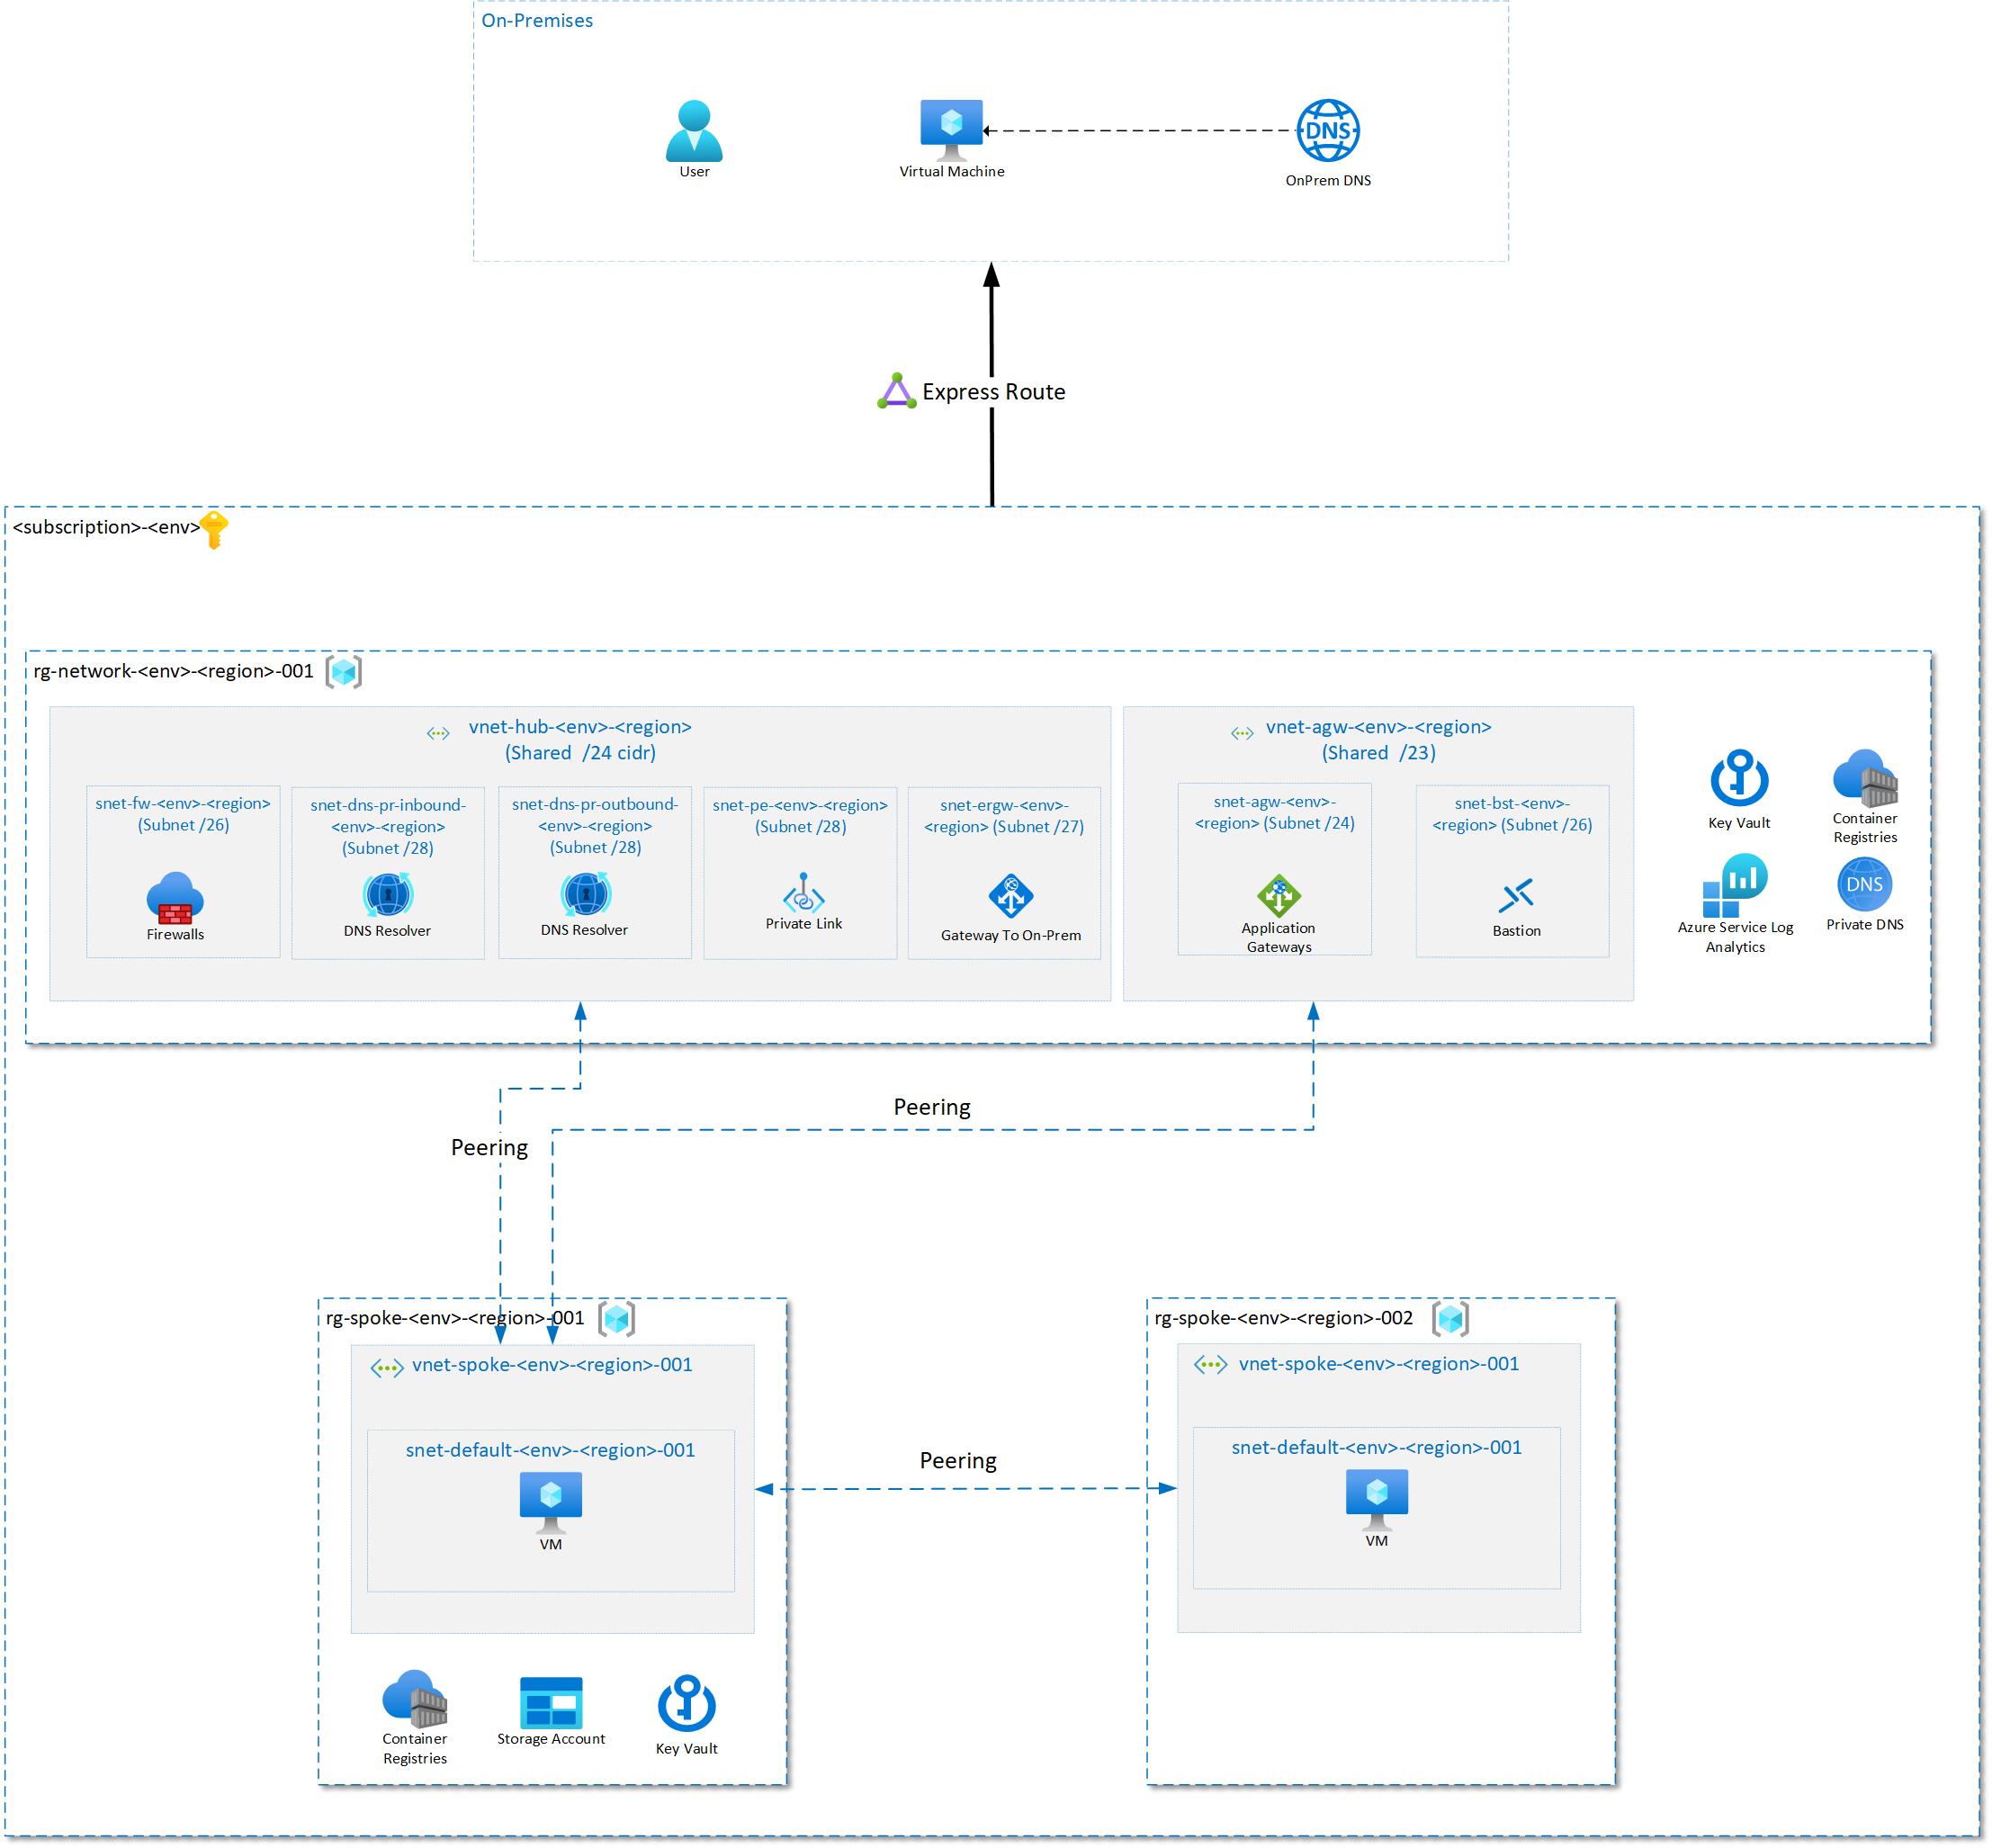 On-Premises
User
Virtual Machine
DNS
OnPrem DNS
Express Route
<subscription>-<env>
rg-network-<env>-<region>-001
vnet-hub-<env>-<region>
(Shared /24 cidr)
snet-fw-<env>-<region>
(Subnet /26)
Firewalls
snet-dns-pr-inbound-
<env>-<region>
(Subnet /28)
DNS Resolver
snet-dns-pr-outbound-
<env>-<region>
(Subnet /28)
DNS Resolver
snet-pe-<env>-<region>
(Subnet /28)
Private Link
snet-ergw-<env>-
<region> (Subnet /27)
Gateway To On-Prem
vnet-agw-<env>-<region>
(Shared /23)
snet-agw-<env>-
<region> (Subnet /24)
Application
Gateways
snet-bst-<env>-
<region> (Subnet /26)
Bastion
Key Vault
Container
Registries
Azure Service Log
Analytics
DNS
Private DNS
Peering
Peering
rg-spoke-<env>-<region>-001
vnet-spoke-<env>-<region>-001
snet-default-<env>-<region>-001
VM
Container
Registries
Storage Account
Key Vault
Peering
rg-spoke-<env>-<region>-002
vnet-spoke-<env>-<region>-001
snet-default-<env>-<region>-001
VM